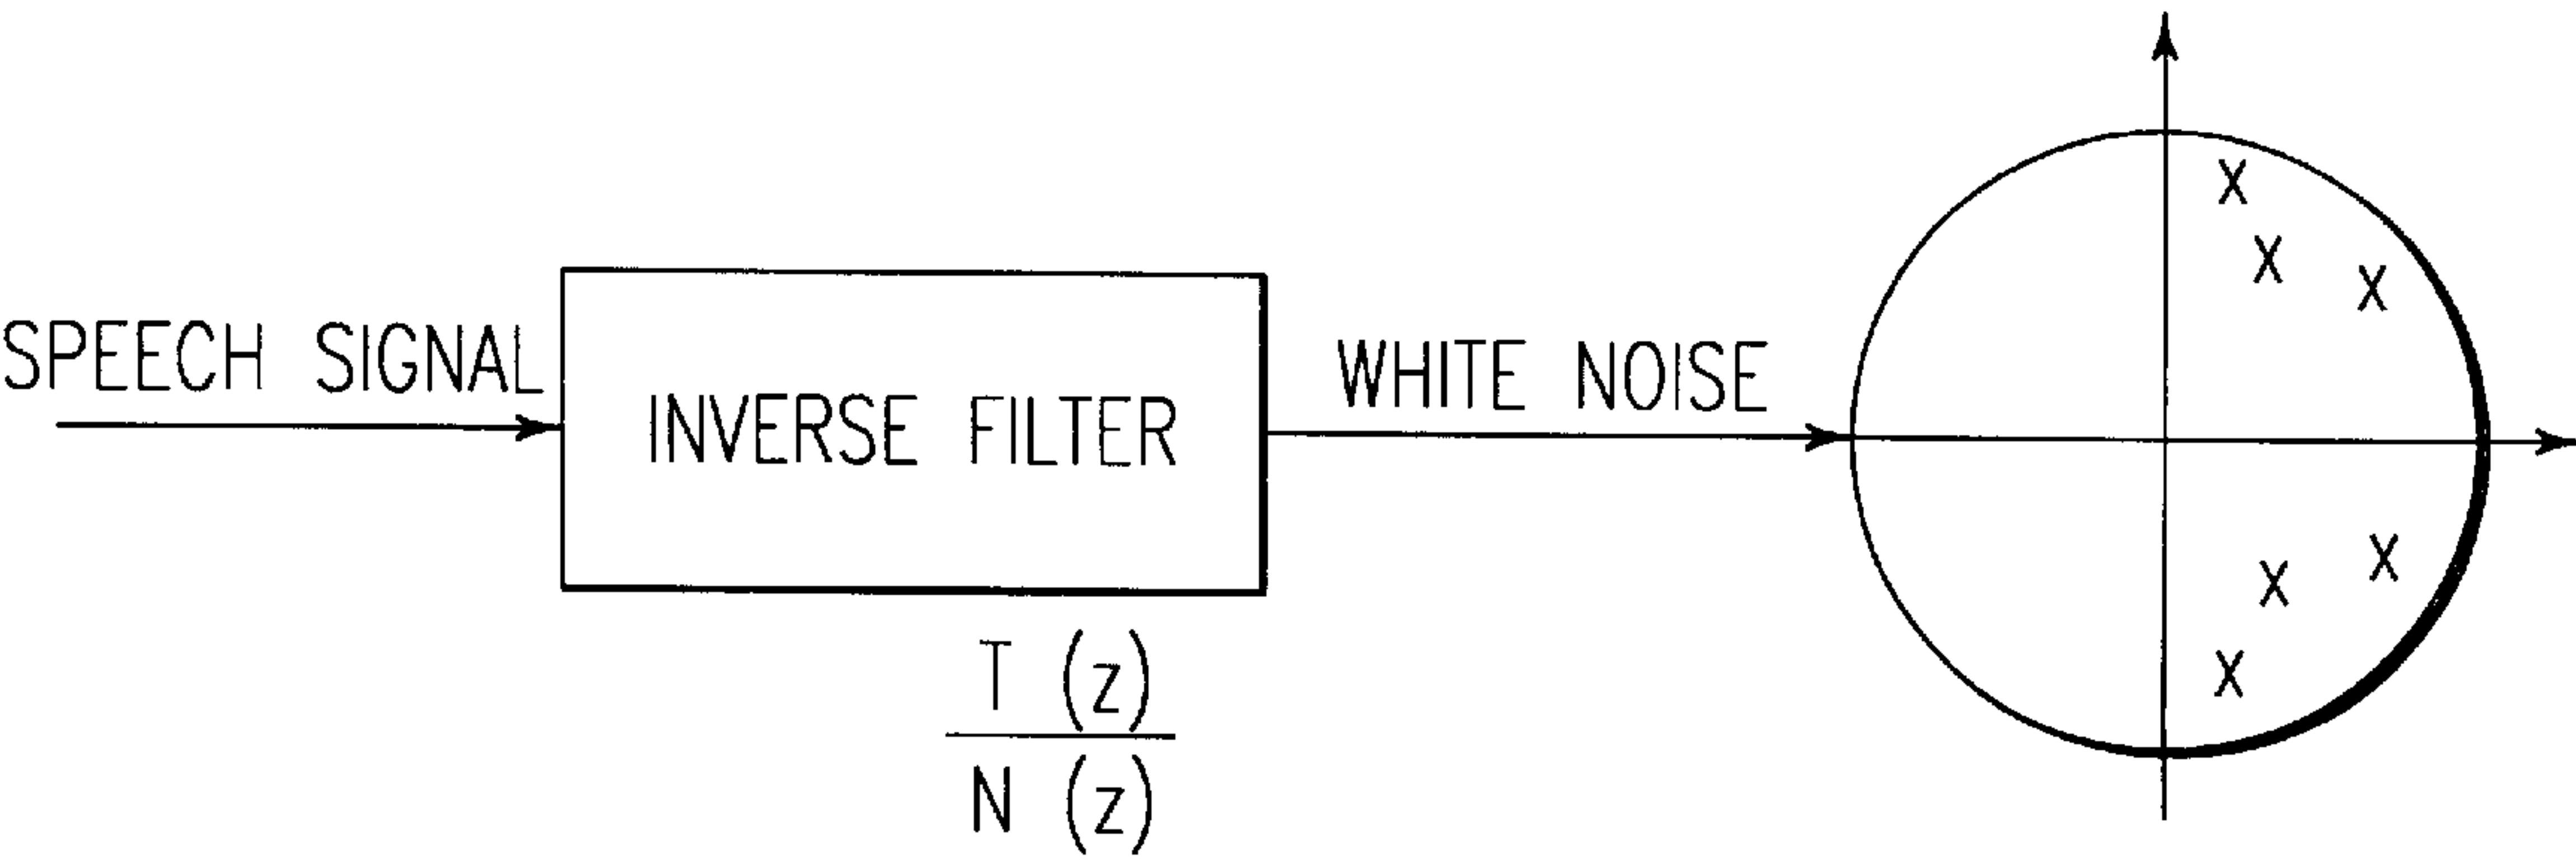 SPEECH SIGNAL
INVERSE FILTER
WHITE NOISE
T (z)
N (z)
X
X
X
X
X
X